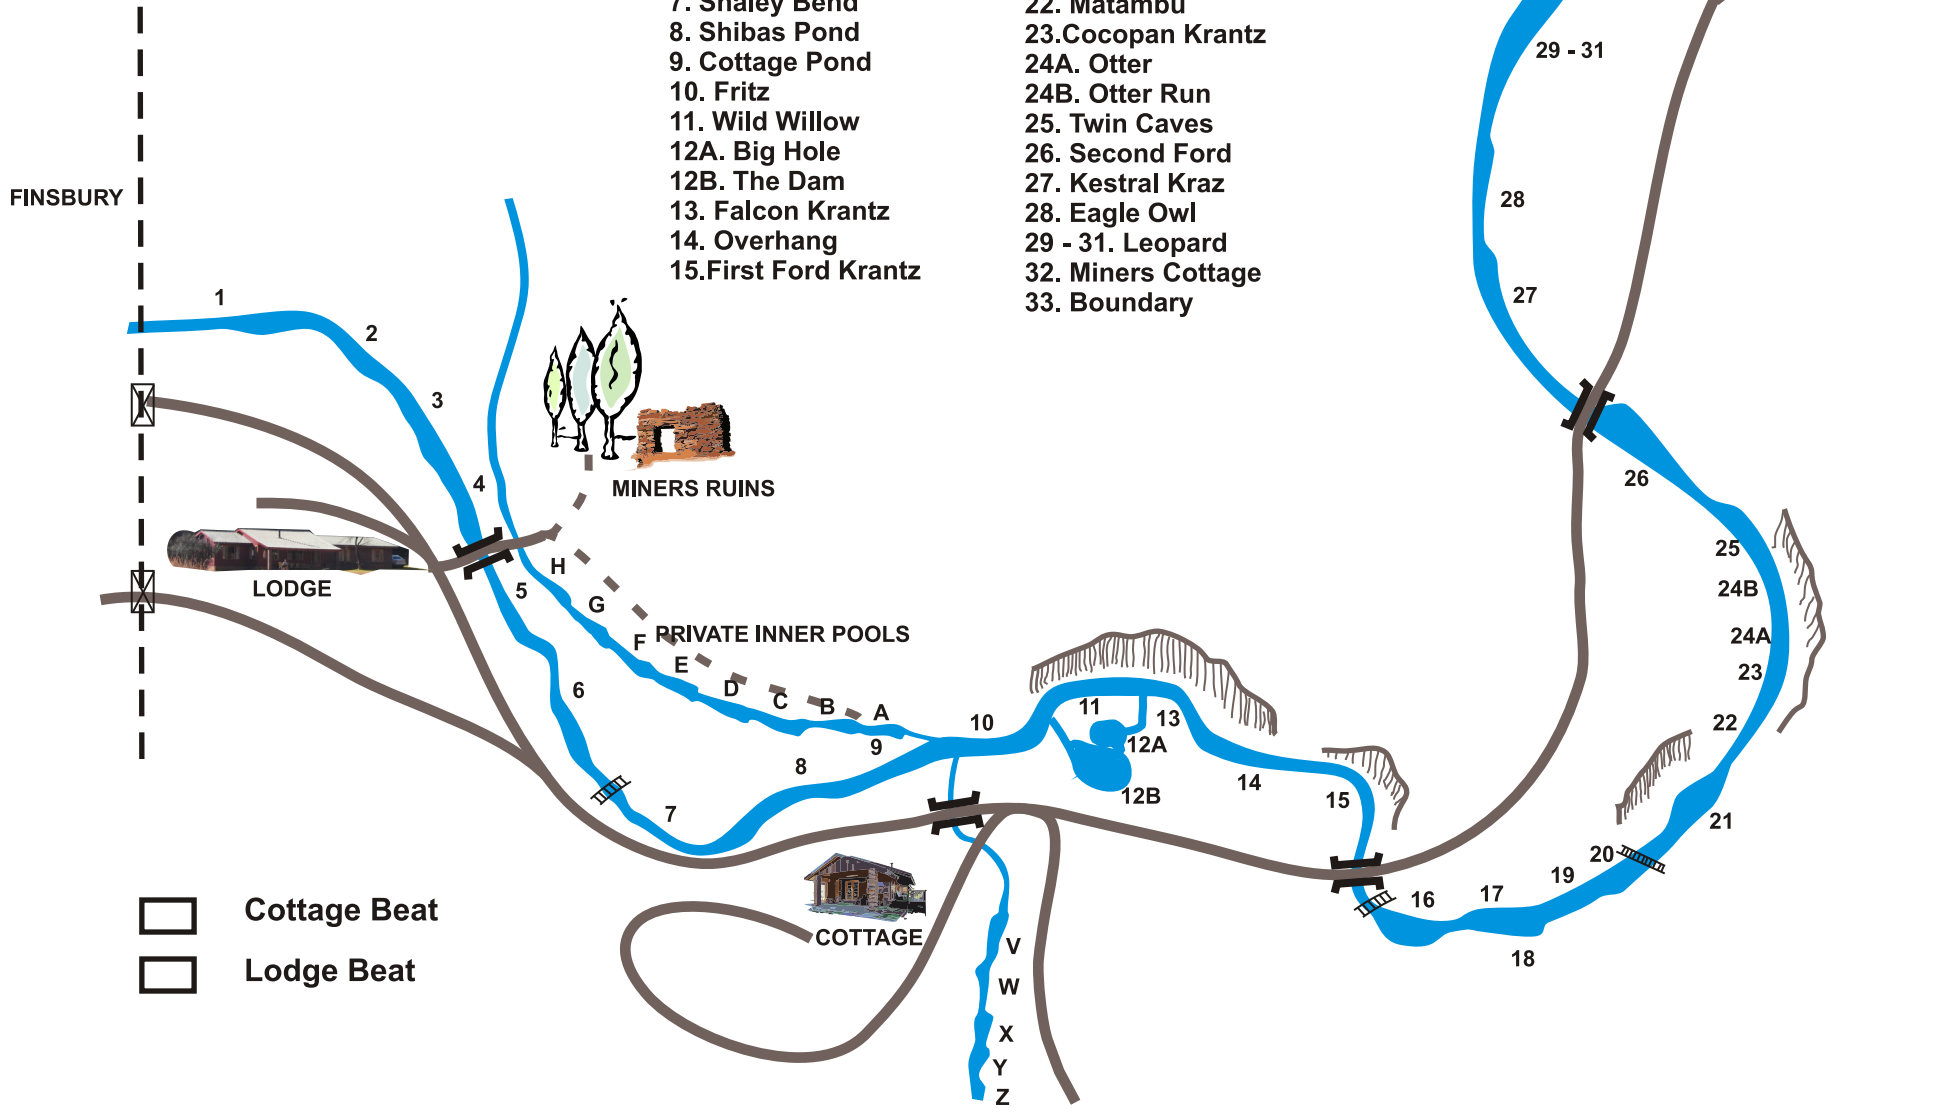 7. Shaley Bend
8. Shibas Pond
9. Cottage Pond
10. Fritz
11. Wild Willow
12A. Big Hole
12B. The Dam
13. Falcon Krantz
14. Overhang
15.First Ford Krantz
22. Matambu
23.Cocopan Krantz
24A. Otter
24B. Otter Run
25. Twin Caves
26. Second Ford
27. Kestral Kraz
28. Eagle Owl
29 - 31. Leopard
32. Miners Cottage
33. Boundary
29 - 31
FINSBURY
28
27
1
2
3
4
MINERS RUINS
26
LODGE
H
5
G
F
PRIVATE INNER POOLS
E
D
C
B
A
6
25
24B
24A
23
22
21
20
19
18
17
16
15
14
13
12A
12B
11
10
9
8
7
COTTAGE
V
W
X
Y
Z
Cottage Beat
Lodge Beat